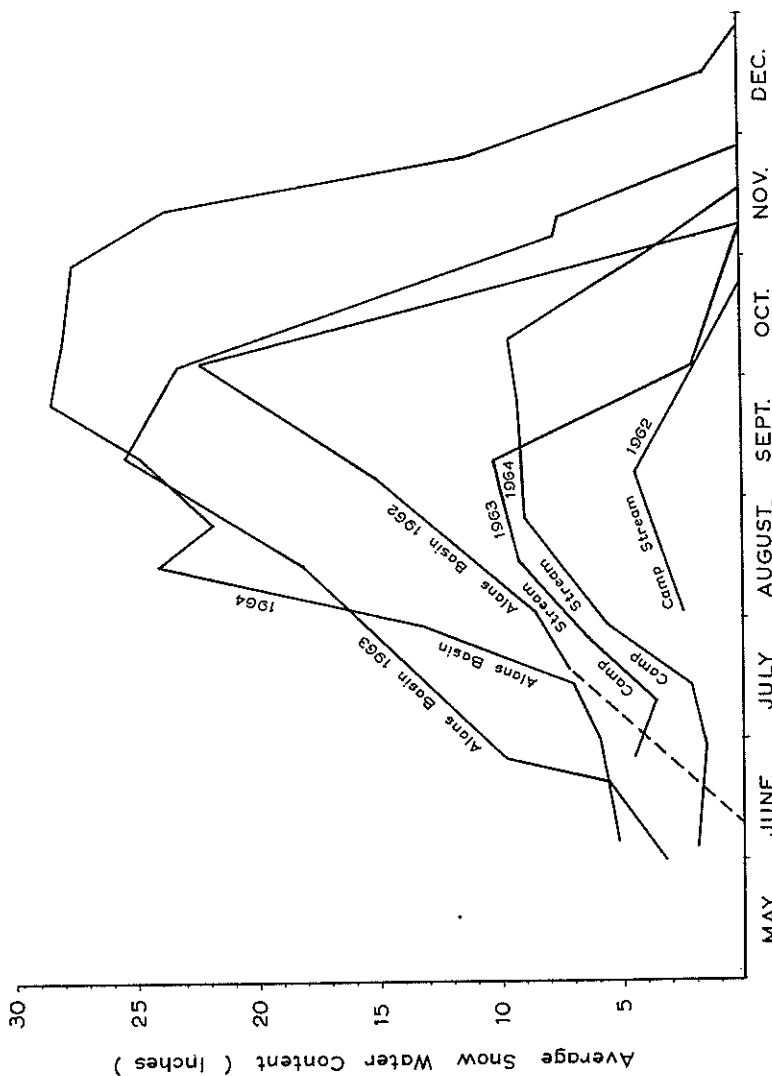 Average Snow Water Content ( Inches )
30
25
20
15
10
5
MAY
JUNE
JULY
AUGUST.
SEPT.
OCT.
NOV.
DEC.
1964
Alans Basin
Alans Basin 1963
Alans Basin 1962
Camp Stream 1963
Camp Stream 1964
Camp Stream 1962